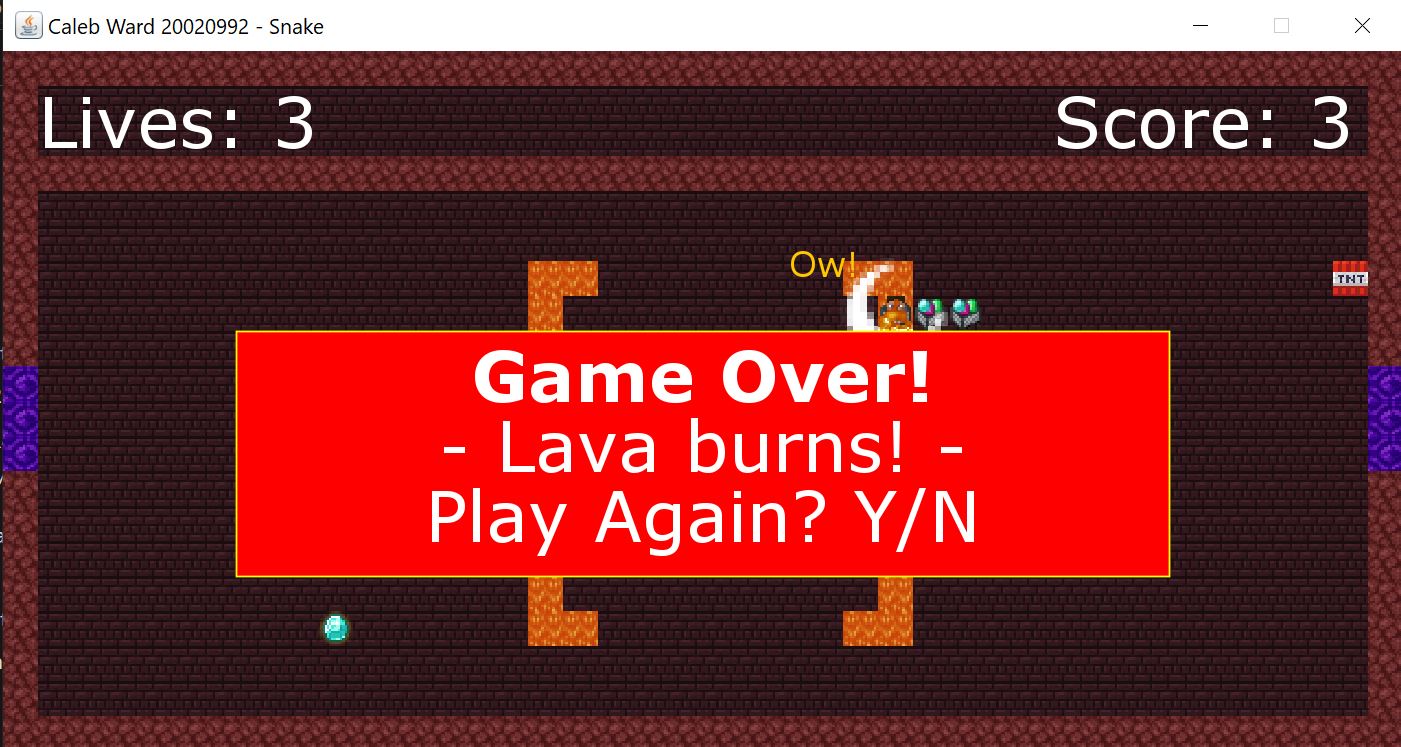 Caleb Ward 20020992 - Snake
Lives: 3
Score: 3
Ow!
TNT
Game Over!
- Lava burns! -
Play Again? Y/N